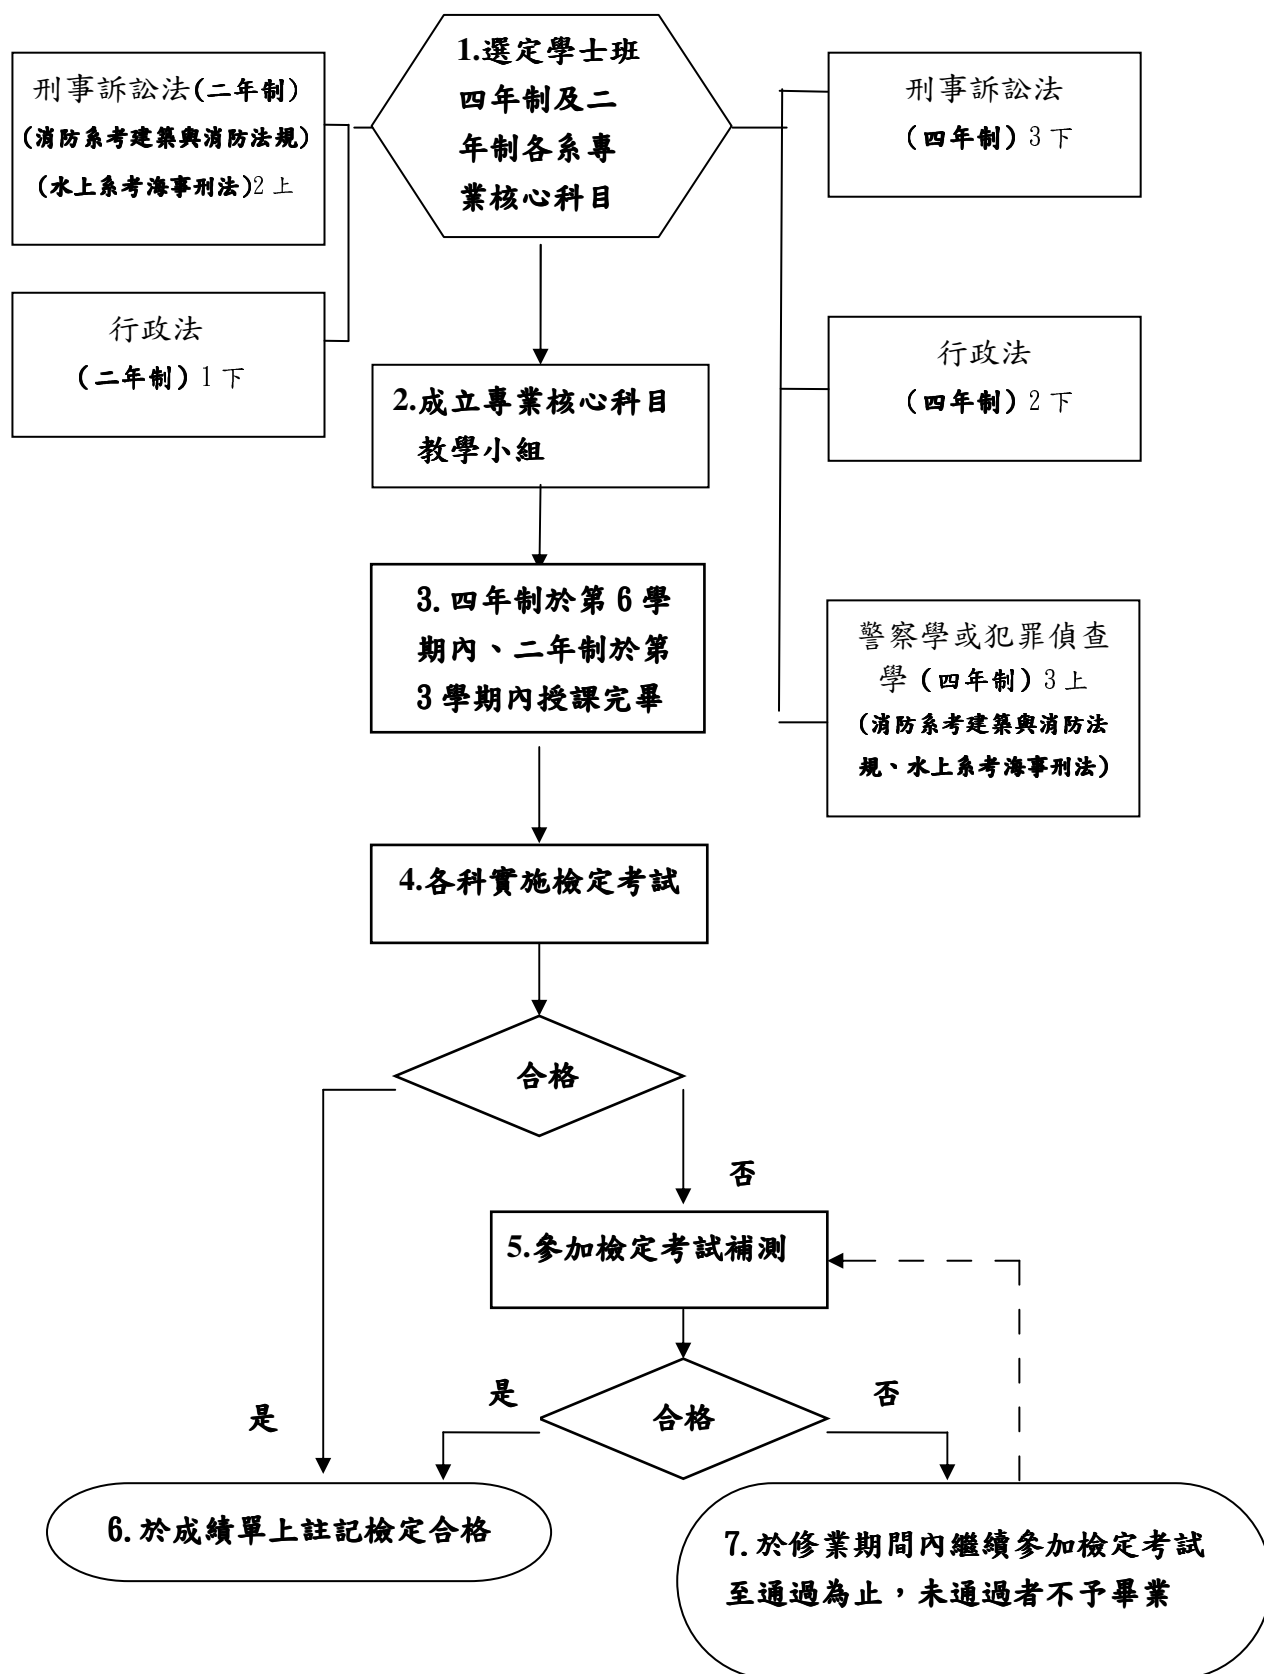 1.選定學士班
四年制及二
年制各系專
業核心科目
刑事訴訟法(二年制)
(消防系考建築與消防法規)
(水上系考海事刑法)2 上
行政法
(二年制) 1 下
刑事訴訟法
(四年制) 3 下
行政法
(四年制) 2 下
警察學或犯罪偵查
學 (四年制) 3 上
(消防系考建築與消防法
規、水上系考海事刑法)
2.成立專業核心科目
教學小組
3. 四年制於第 6 學
期內、二年制於第
3 學期內授課完畢
4.各科實施檢定考試
合格
否
5.參加檢定考試補測
是
是
合格
否
6. 於成績單上註記檢定合格
7. 於修業期間內繼續參加檢定考試
至通過為止，未通過者不予畢業